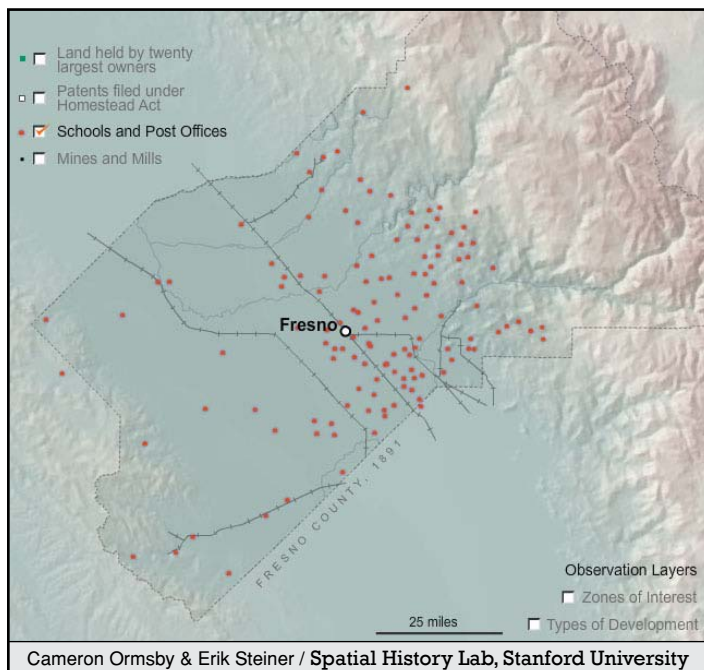 Land held by twenty
largest owners
Patents filed under
Homestead Act
Schools and Post Offices
Mines and Mills
Fresno
FRESNO COUNTY, 1891
Observation Layers
Zones of Interest
Types of Development
25 miles
Cameron Ormsby & Erik Steiner / Spatial History Lab, Stanford University